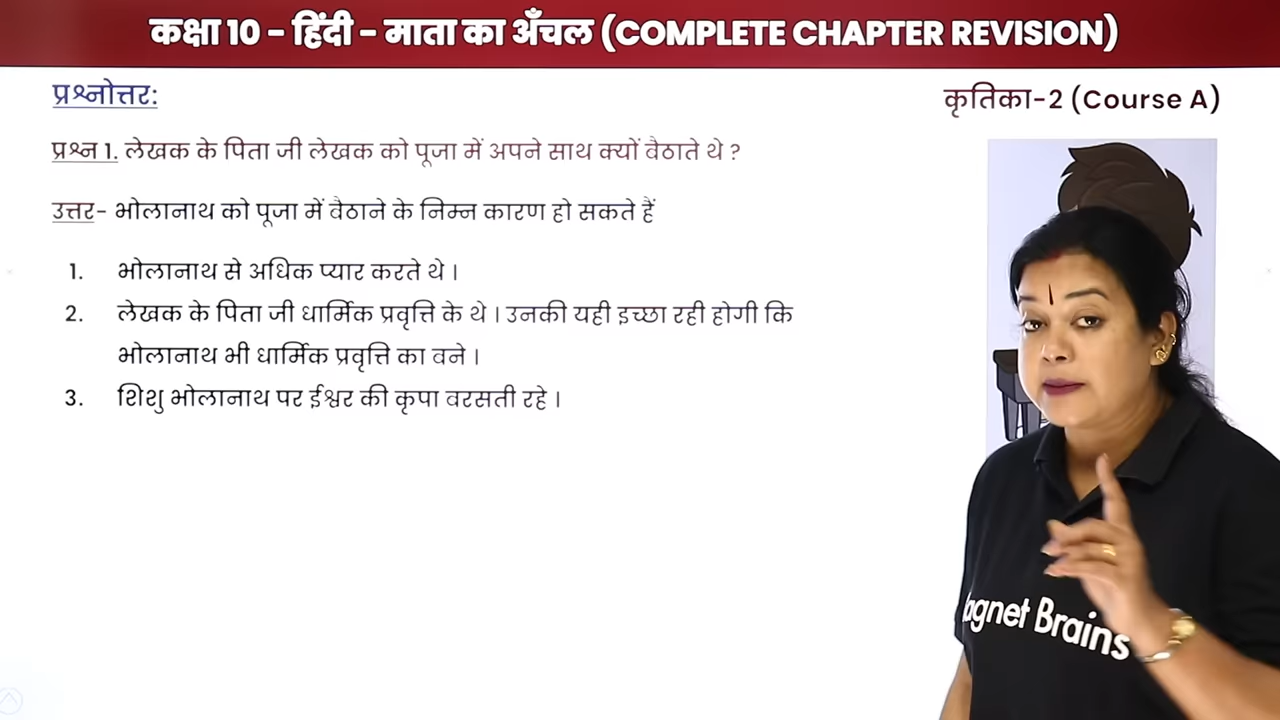 कक्षा 10 - हिंदी - माता का अँचल (COMPLETE CHAPTER REVISION)
प्रश्नोत्तर:
कृतिका-2 (Course A)
प्रश्न 1. लेखक के पिता जी लेखक को पूजा में अपने साथ क्यों बैठाते थे ?
उत्तर- भोलानाथ को पूजा में बैठाने के निम्न कारण हो सकते हैं
1. भोलानाथ से अधिक प्यार करते थे ।
2. लेखक के पिता जी धार्मिक प्रवृत्ति के थे । उनकी यही इच्छा रही होगी कि
भोलानाथ भी धार्मिक प्रवृत्ति का बने ।
3. शिशु भोलानाथ पर ईश्वर की कृपा बरसती रहे ।
agnet Brains